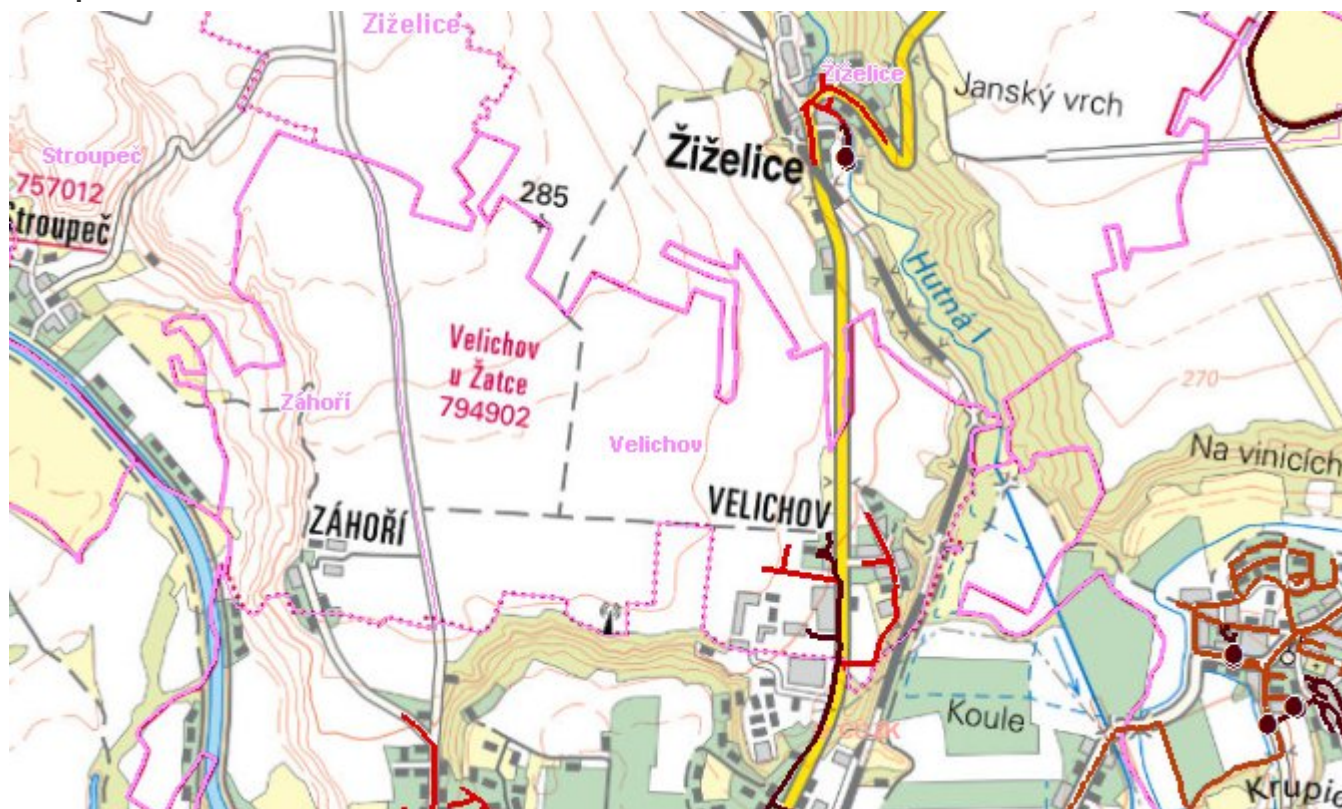 Žiželice
Žiželice
Janský vrch
Žiželice
Stroupeč
757012
Stroupeč
285
Hutná I
Velichov
u Žatce
794902
270
Záhoří
Velichov
Na vinicích
VELICHOV
ZÁHOŘÍ
Koule